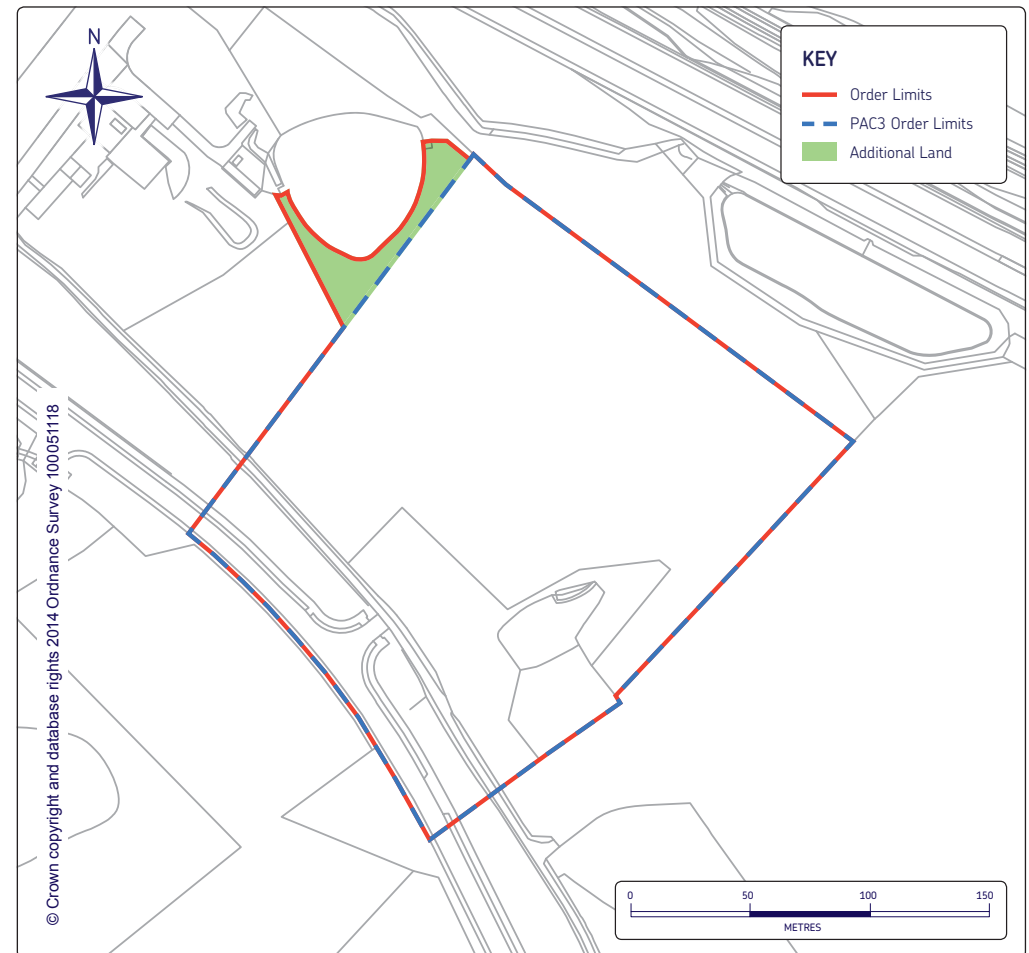 N
KEY
Order Limits
PAC3 Order Limits
Additional Land
© Crown copyright and database rights 2014 Ordnance Survey 100051118
0 50 100 150
METRES